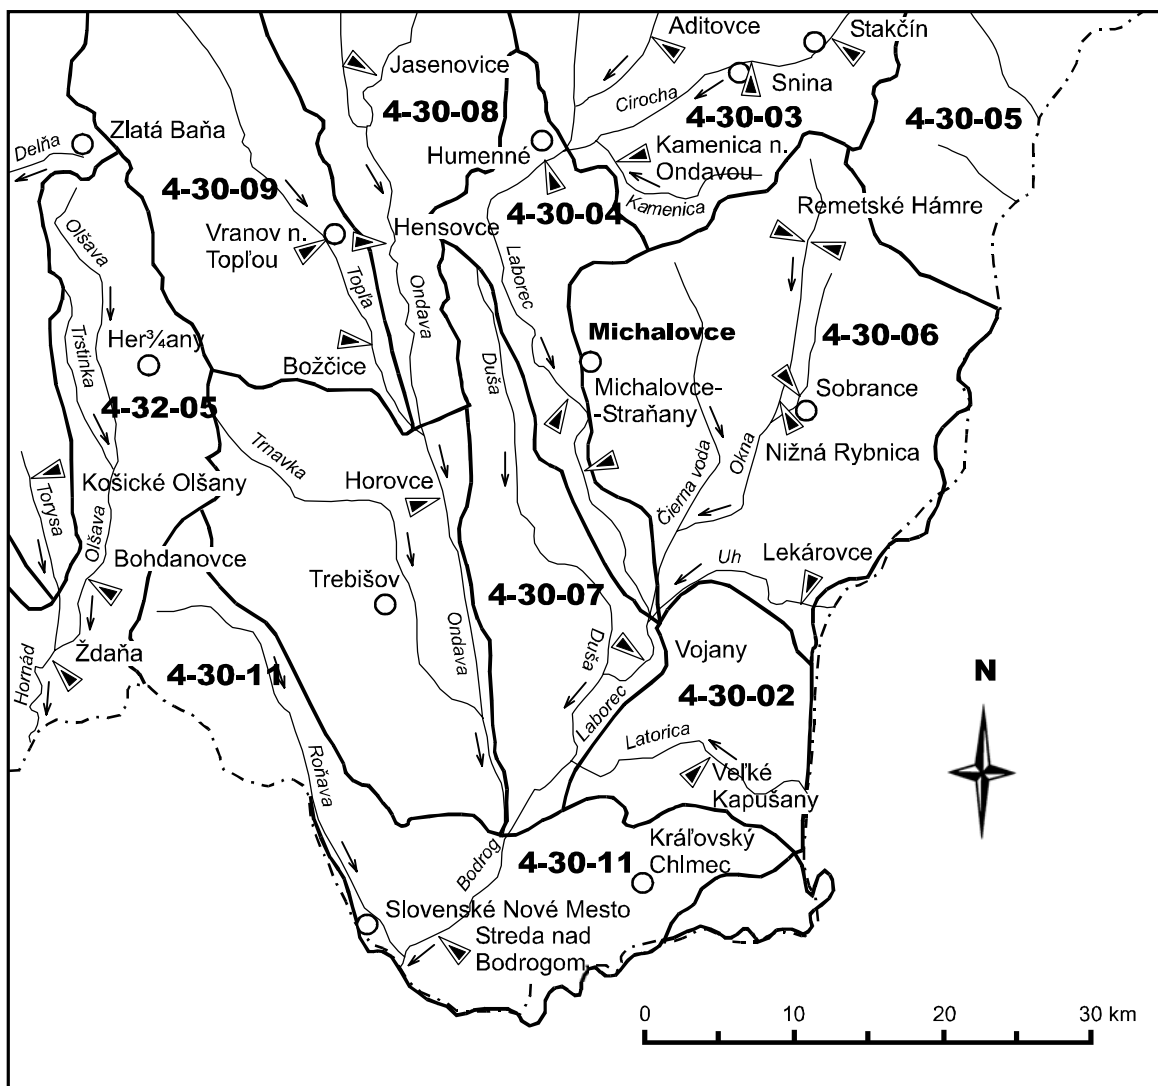 Aditovce
Stakčín
Jasenovice
Snina
Cirocha
4-30-08
4-30-03
4-30-05
Delňa
Zlatá Baňa
Humenné
Kamenica n.
Ondavou
4-30-09
4-30-04
Kamenica
Remetské Hámre
Olšava
Vranov n.
Topľou
Hensovce
Laborec
Topľa
Ondava
Trstinka
Her¾any
Michalovce
4-30-06
Božčice
Duša
Michalovce-
-Straňany
Sobrance
4-32-05
Trnavka
Čierna voda
Okna
Nižná Rybnica
Torysa
Košické Olšany
Horovce
Olšava
Bohdanovce
Uh
Lekárovce
Trebišov
4-30-07
Ondava
Duša
Ždaňa
Vojany
Hornád
4-30-11
4-30-02
N
Laborec
Latorica
Roňava
Veľké
Kapušany
Bodrog
4-30-11
Kráľovský
Chlmec
Slovenské Nové Mesto
Streda nad
Bodrogom
0
10
20
30 km